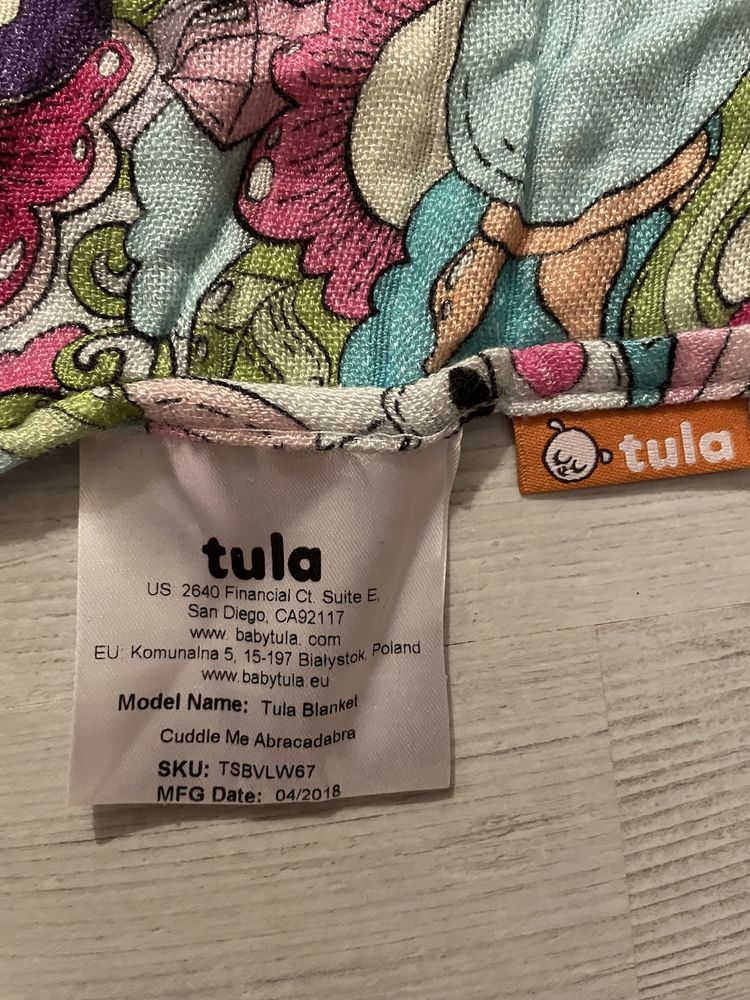 tula
tula
US 2640 Financial Ct. Suite E,
San Diego, CA92117
www. babytula. com
EU: Komunalna 5, 15-197 Białystok, Poland
www.babytula.eu
Model Name: Tula Blanket
Cuddle Me Abracadabra
SKU: TSBVLW67
MFG Date: 04/2018